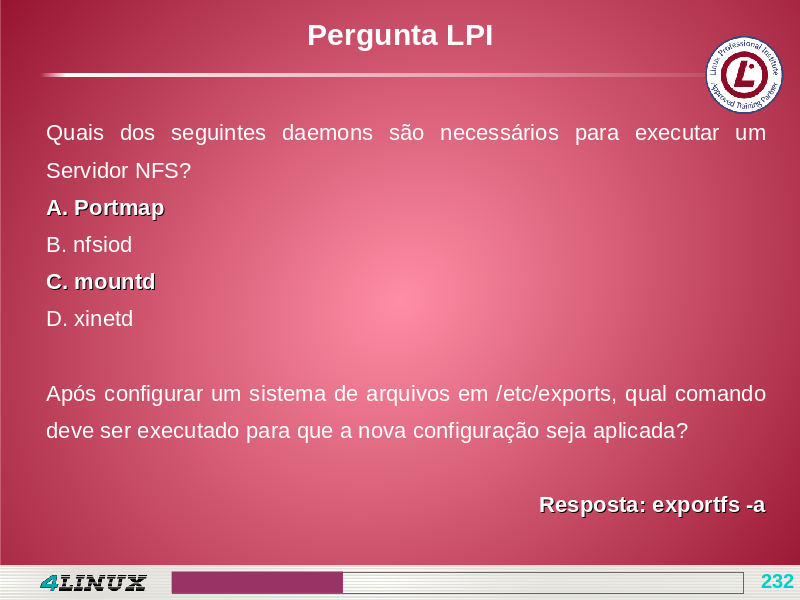 Pergunta LPI
Linux Professional Institute
Approved Training Partner
Quais dos seguintes daemons são necessários para executar um
Servidor NFS?
A. Portmap
B. nfsiod
C. mountd
D. xinetd
Após configurar um sistema de arquivos em /etc/exports, qual comando
deve ser executado para que a nova configuração seja aplicada?
Resposta: exportfs -a
4LINUX
232